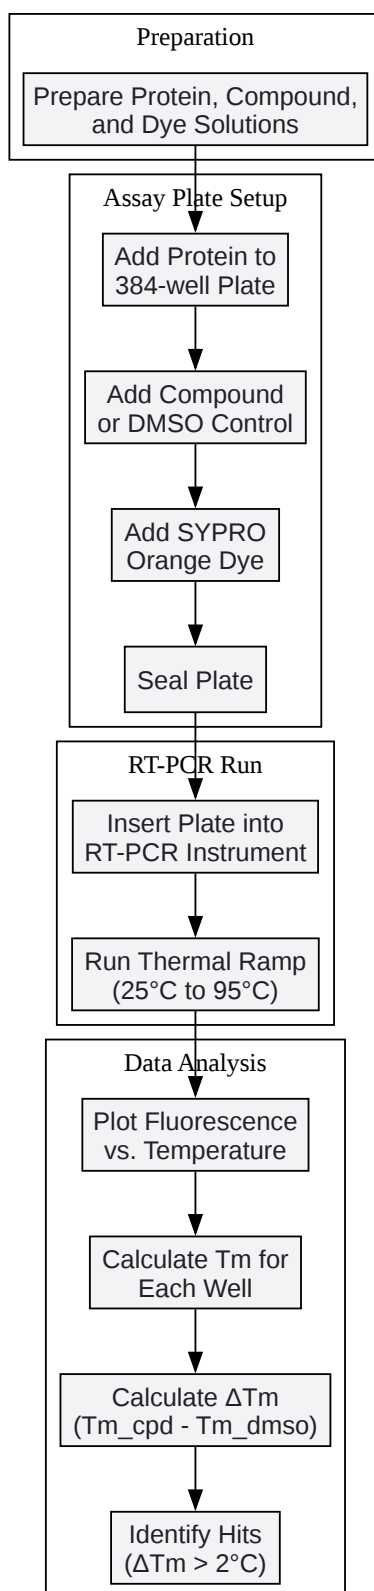 Preparation
Prepare Protein, Compound,
and Dye Solutions
Assay Plate Setup
Add Protein to
384-well Plate
Add Compound
or DMSO Control
Add SYPRO
Orange Dye
Seal Plate
RT-PCR Run
Insert Plate into
RT-PCR Instrument
Run Thermal Ramp
(25°C to 95°C)
Data Analysis
Plot Fluorescence
vs. Temperature
Calculate Tm for
Each Well
Calculate ΔTm
(Tm_cpd - Tm_dmso)
Identify Hits
(ΔTm > 2°C)